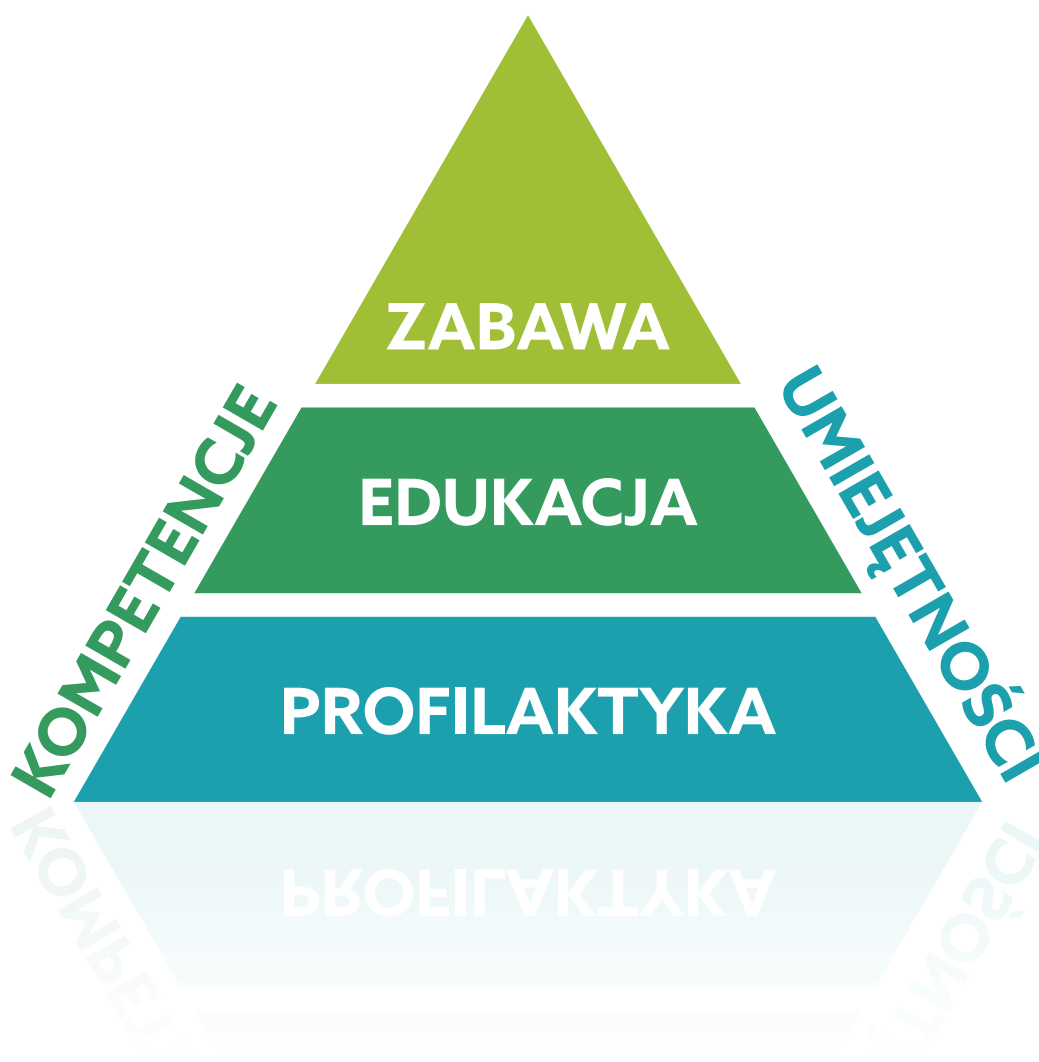 ZABAWA
KOMPETENCJE
UMIEJĘTNOŚCI
EDUKACJA
PROFILAKTYKA